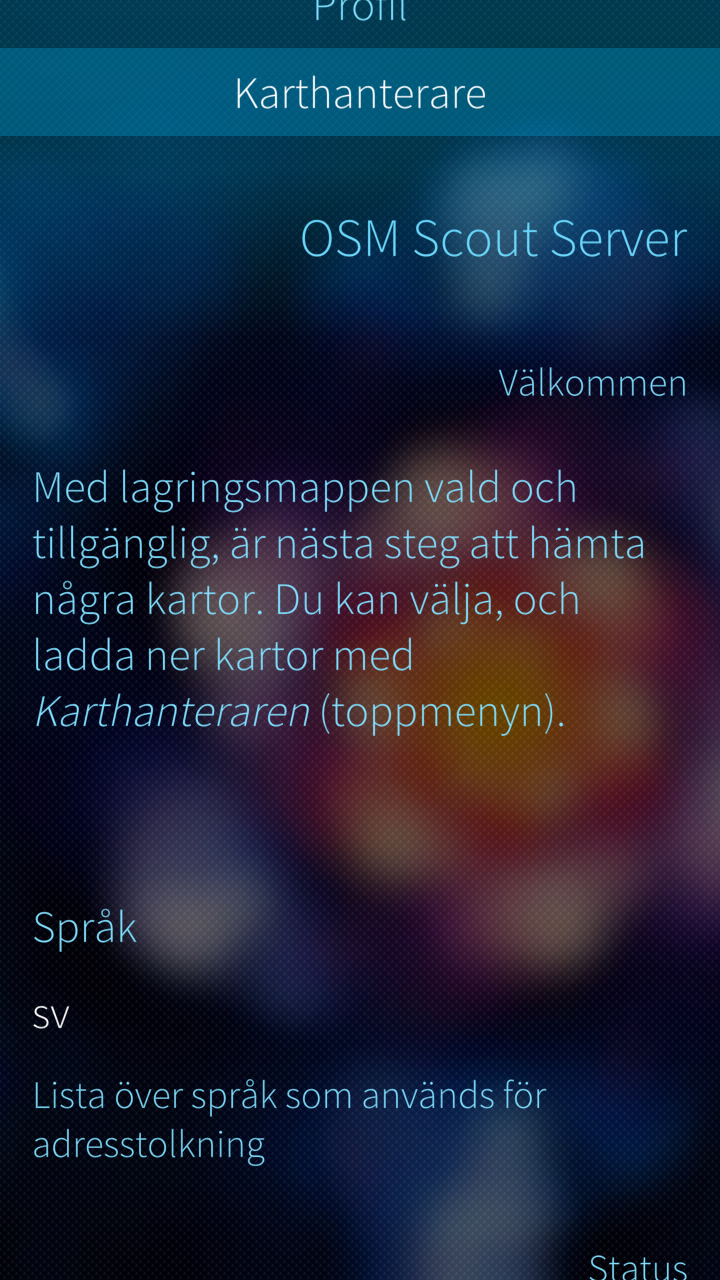 Profil
Karthanterare
OSM Scout Server
Välkommen
Med lagringsmappen vald och
tillgänglig, är nästa steg att hämta
några kartor. Du kan välja, och
ladda ner kartor med
Karthanteraren (toppmenyn).
Språk
sv
Lista över språk som används för
adresstolkning
Status